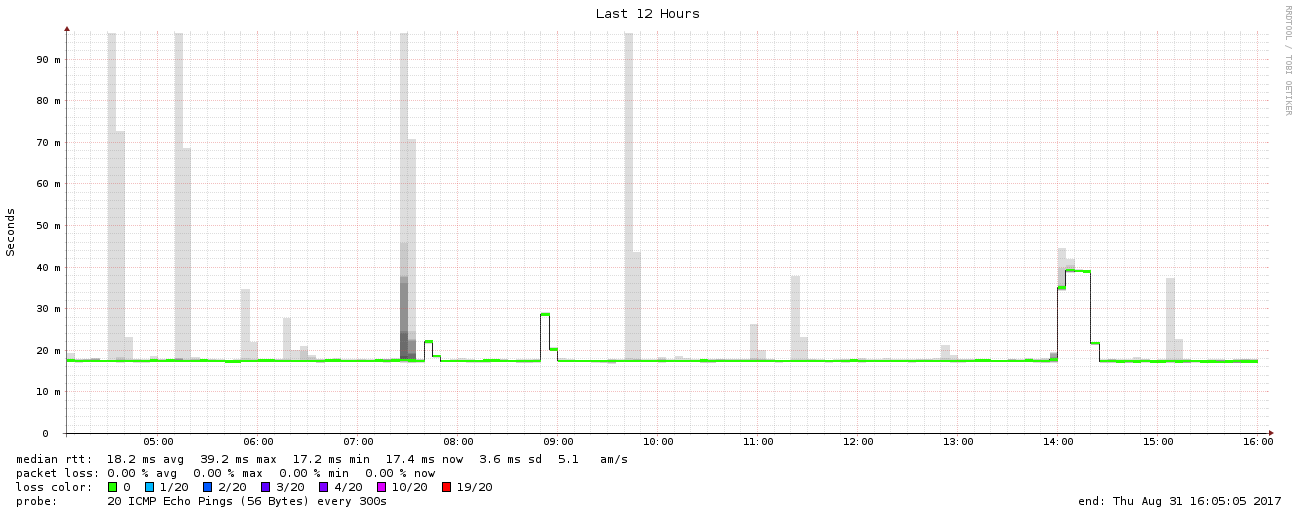 Last 12 Hours
RRDTOOL / TOBI OETIKER
Seconds
90 m
80 m
70 m
60 m
50 m
40 m
30 m
20 m
10 m
0
05:00 06:00 07:00 08:00 09:00 10:00 11:00 12:00 13:00 14:00 15:00 16:00
median rtt: 18.2 ms avg 39.2 ms max 17.2 ms min 17.4 ms now 3.6 ms sd 5.1 am/s
packet loss: 0.00 % avg 0.00 % max 0.00 % min 0.00 % now
loss color: 0 1/20 2/20 3/20 4/20 10/20 19/20
probe: 20 ICMP Echo Pings (56 Bytes) every 300s end: Thu Aug 31 16:05:05 2017